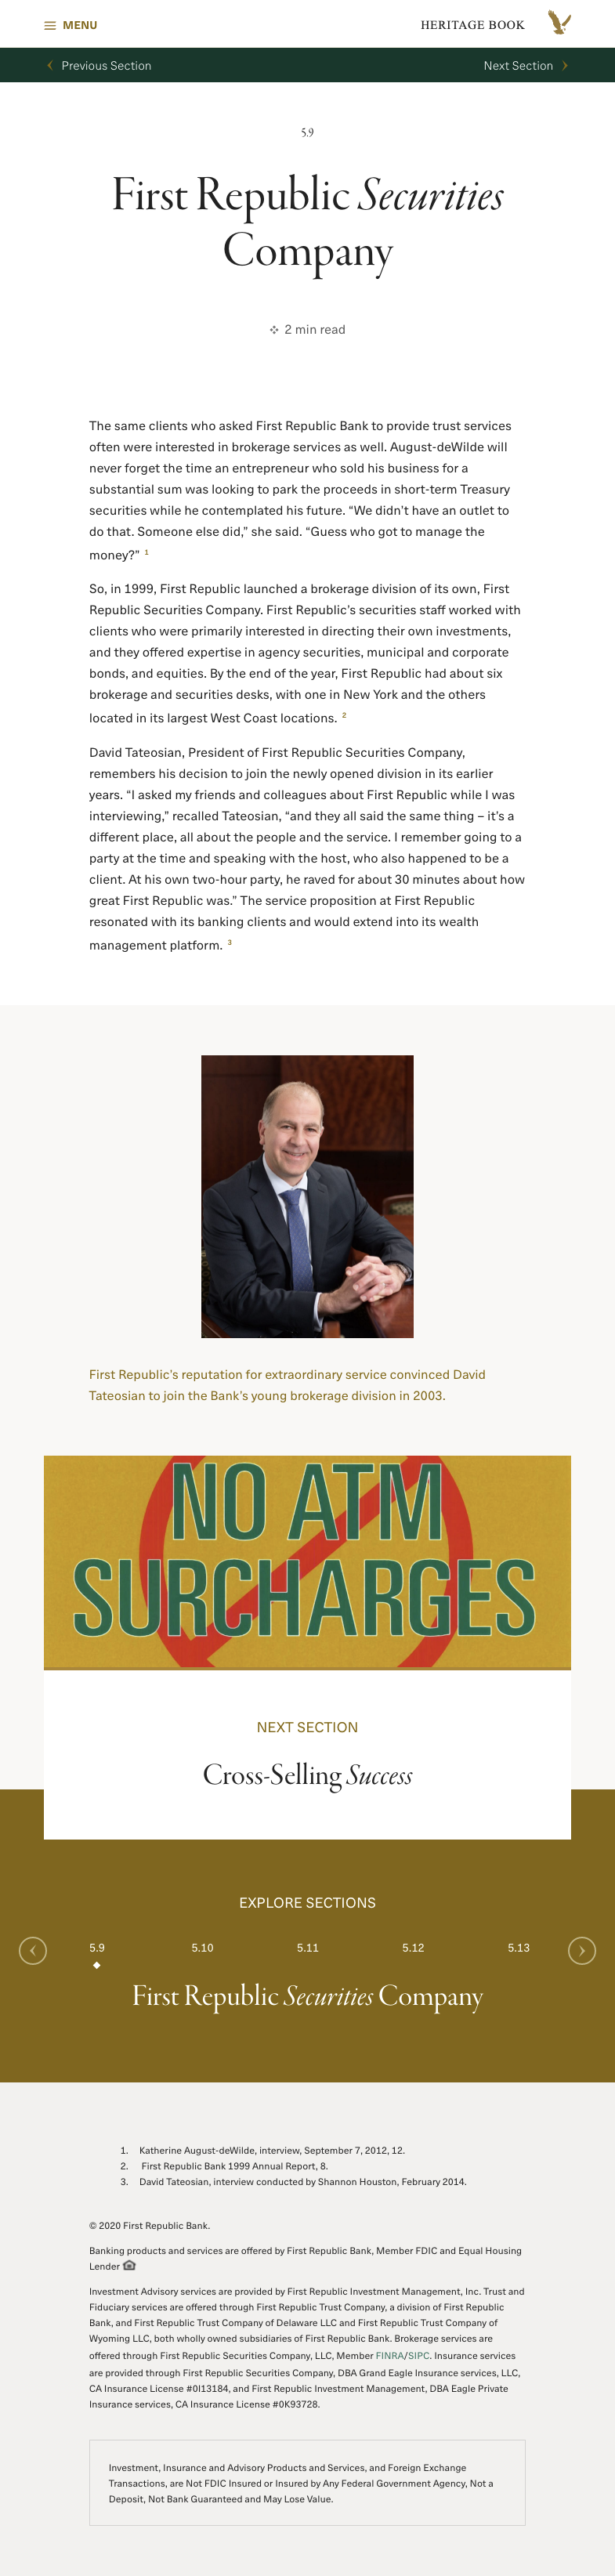 MENU
HERITAGE BOOK
Previous Section
Next Section
5.9
First Republic Securities
Company
2 min read
The same clients who asked First Republic Bank to provide trust services
often were interested in brokerage services as well. August-deWilde will
never forget the time an entrepreneur who sold his business for a
substantial sum was looking to park the proceeds in short-term Treasury
securities while he contemplated his future. “We didn’t have an outlet to
do that. Someone else did,” she said. “Guess who got to manage the
money?” 1
So, in 1999, First Republic launched a brokerage division of its own, First
Republic Securities Company. First Republic’s securities staff worked with
clients who were primarily interested in directing their own investments,
and they offered expertise in agency securities, municipal and corporate
bonds, and equities. By the end of the year, First Republic had about six
brokerage and securities desks, with one in New York and the others
located in its largest West Coast locations. 2
David Tateosian, President of First Republic Securities Company,
remembers his decision to join the newly opened division in its earlier
years. “I asked my friends and colleagues about First Republic while I was
interviewing,” recalled Tateosian, “and they all said the same thing – it’s a
different place, all about the people and the service. I remember going to a
party at the time and speaking with the host, who also happened to be a
client. At his own two-hour party, he raved for about 30 minutes about how
great First Republic was.” The service proposition at First Republic
resonated with its banking clients and would extend into its wealth
management platform. 3
First Republic’s reputation for extraordinary service convinced David
Tateosian to join the Bank’s young brokerage division in 2003.
NO ATM
SURCHARGES
NEXT SECTION
Cross-Selling Success
EXPLORE SECTIONS
5.9 5.10 5.11 5.12 5.13
First Republic Securities Company
1. Katherine August-deWilde, interview, September 7, 2012, 12.
2. First Republic Bank 1999 Annual Report, 8.
3. David Tateosian, interview conducted by Shannon Houston, February 2014.
© 2020 First Republic Bank.
Banking products and services are offered by First Republic Bank, Member FDIC and Equal Housing
Lender
Investment Advisory services are provided by First Republic Investment Management, Inc. Trust and
Fiduciary services are offered through First Republic Trust Company, a division of First Republic
Bank, and First Republic Trust Company of Delaware LLC and First Republic Trust Company of
Wyoming LLC, both wholly owned subsidiaries of First Republic Bank. Brokerage services are
offered through First Republic Securities Company, LLC, Member FINRA/SIPC. Insurance services
are provided through First Republic Securities Company, DBA Grand Eagle Insurance services, LLC,
CA Insurance License #0I13184, and First Republic Investment Management, DBA Eagle Private
Insurance services, CA Insurance License #0K93728.
Investment, Insurance and Advisory Products and Services, and Foreign Exchange
Transactions, are Not FDIC Insured or Insured by Any Federal Government Agency, Not a
Deposit, Not Bank Guaranteed and May Lose Value.